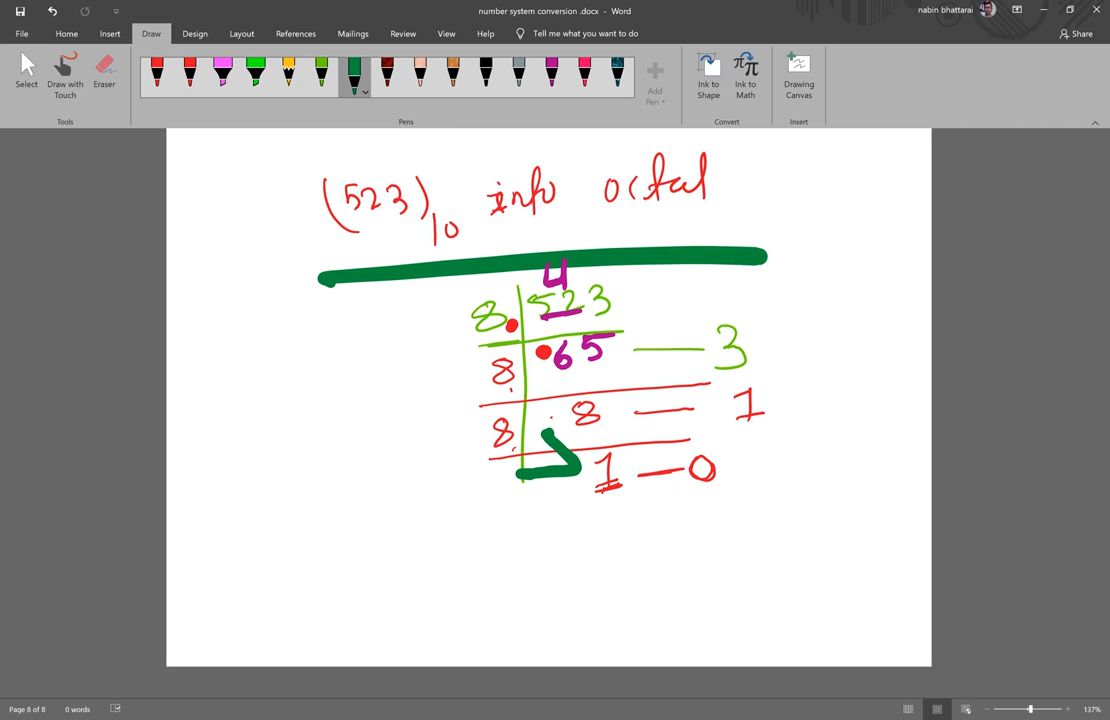 number system conversion .docx - Word
nabin bhattarai
File Home Insert Draw Design Layout References Mailings Review View Help Tell me what you want to do Share
Select Draw with Touch Eraser Add Pen Ink to Shape Ink to Math Drawing Canvas
Tools Pens Convert Insert
(523)10 into octal
4
8 523
8 65 — 3
8 8 — 1
1 — 0
Page 8 of 8 0 words 137%